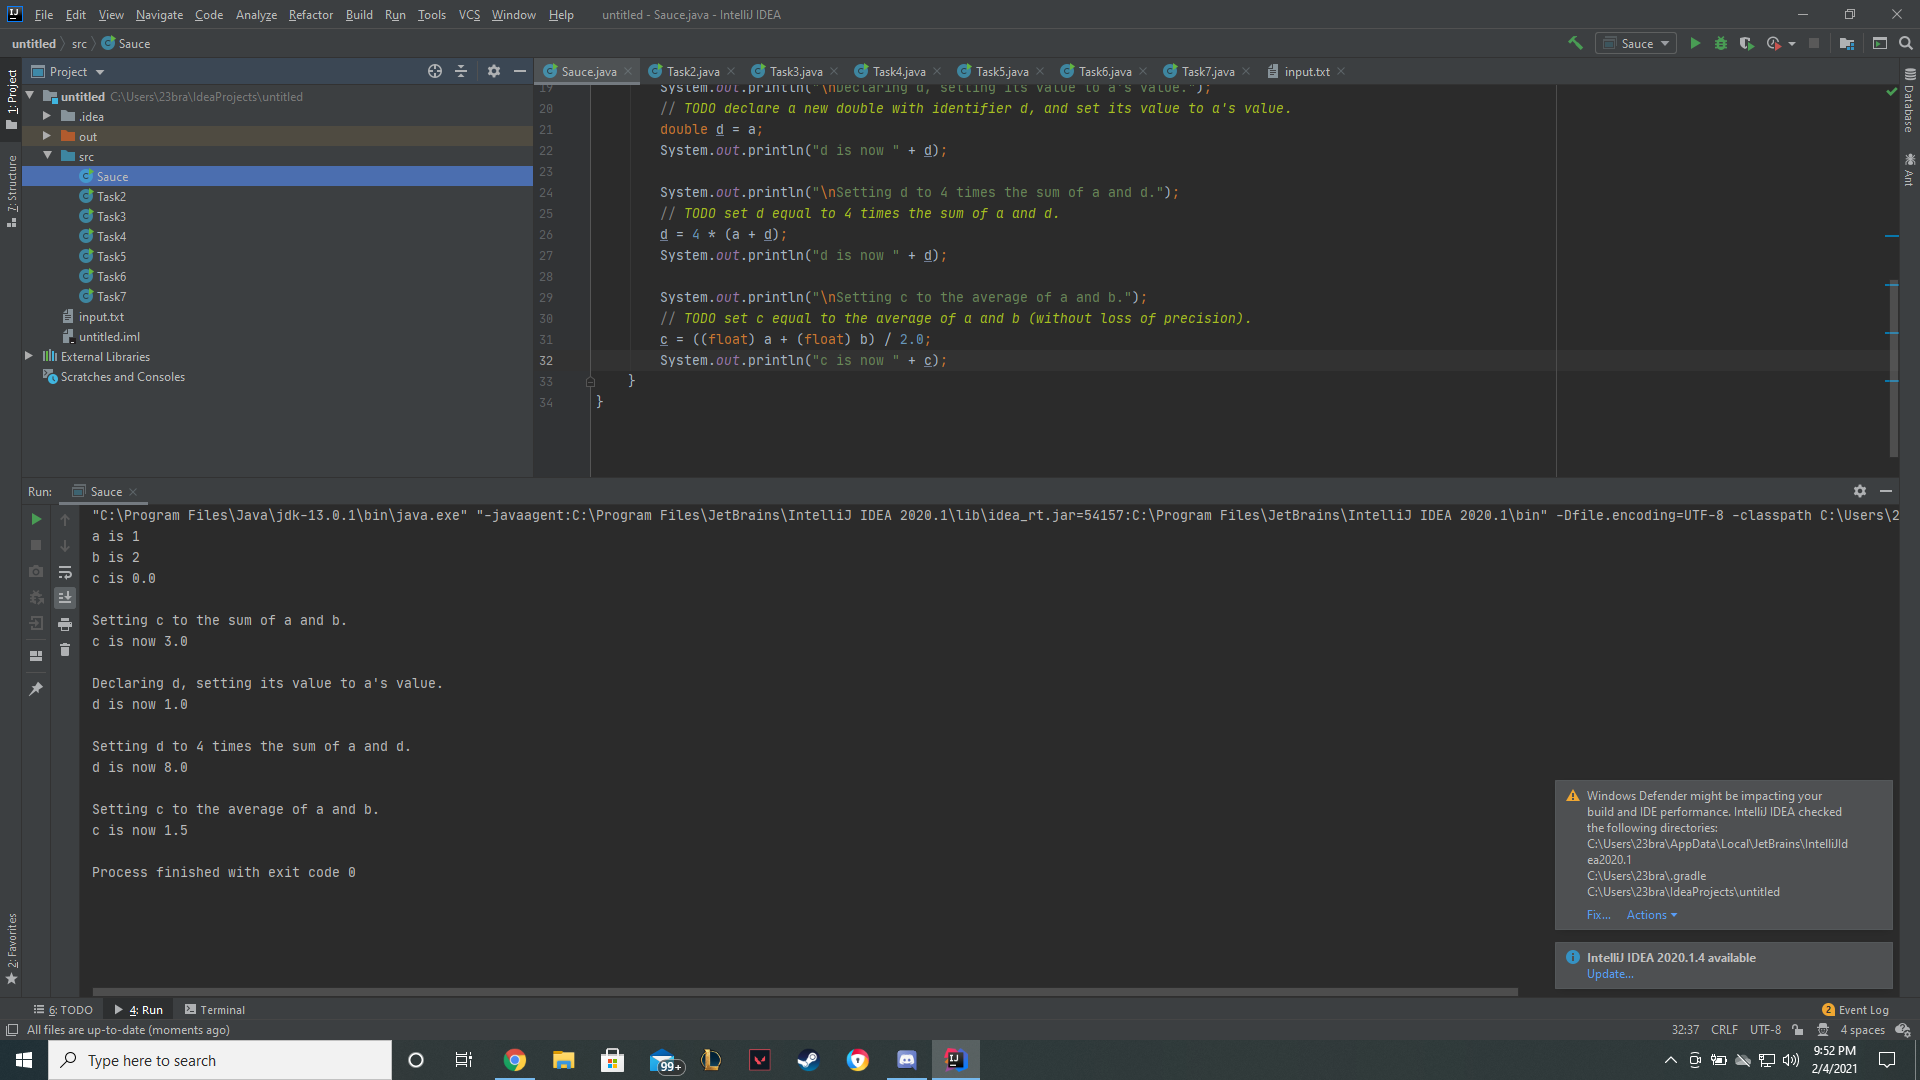 File Edit View Navigate Code Analyze Refactor Build Run Tools VCS Window Help untitled - Sauce.java - IntelliJ IDEA
untitled src Sauce
Sauce
1: Project
7: Structure
2: Favorites
Project
untitled C:\Users\23bra\IdeaProjects\untitled
.idea
out
src
Sauce
Task2
Task3
Task4
Task5
Task6
Task7
input.txt
untitled.iml
External Libraries
Scratches and Consoles
Sauce.java Task2.java Task3.java Task4.java Task5.java Task6.java Task7.java input.txt
19 System.out.println("\nDeclaring d, setting its value to a's value.");
20 // TODO declare a new double with identifier d, and set its value to a's value.
21 double d = a;
22 System.out.println("d is now " + d);
23
24 System.out.println("\nSetting d to 4 times the sum of a and d.");
25 // TODO set d equal to 4 times the sum of a and d.
26 d = 4 * (a + d);
27 System.out.println("d is now " + d);
28
29 System.out.println("\nSetting c to the average of a and b.");
30 // TODO set c equal to the average of a and b (without loss of precision).
31 c = ((float) a + (float) b) / 2.0;
32 System.out.println("c is now " + c);
33 }
34 }
Database
Ant
Run: Sauce
"C:\Program Files\Java\jdk-13.0.1\bin\java.exe" "-javaagent:C:\Program Files\JetBrains\IntelliJ IDEA 2020.1\lib\idea_rt.jar=54157:C:\Program Files\JetBrains\IntelliJ IDEA 2020.1\bin" -Dfile.encoding=UTF-8 -classpath C:\Users\2
a is 1
b is 2
c is 0.0
Setting c to the sum of a and b.
c is now 3.0
Declaring d, setting its value to a's value.
d is now 1.0
Setting d to 4 times the sum of a and d.
d is now 8.0
Setting c to the average of a and b.
c is now 1.5
Process finished with exit code 0
Windows Defender might be impacting your
build and IDE performance. IntelliJ IDEA checked
the following directories:
C:\Users\23bra\AppData\Local\JetBrains\IntelliJId
ea2020.1
C:\Users\23bra\.gradle
C:\Users\23bra\IdeaProjects\untitled
Fix... Actions
IntelliJ IDEA 2020.1.4 available
Update...
6: TODO 4: Run Terminal 2 Event Log
All files are up-to-date (moments ago) 32:37 CRLF UTF-8 4 spaces
Type here to search
99+
9:52 PM
2/4/2021